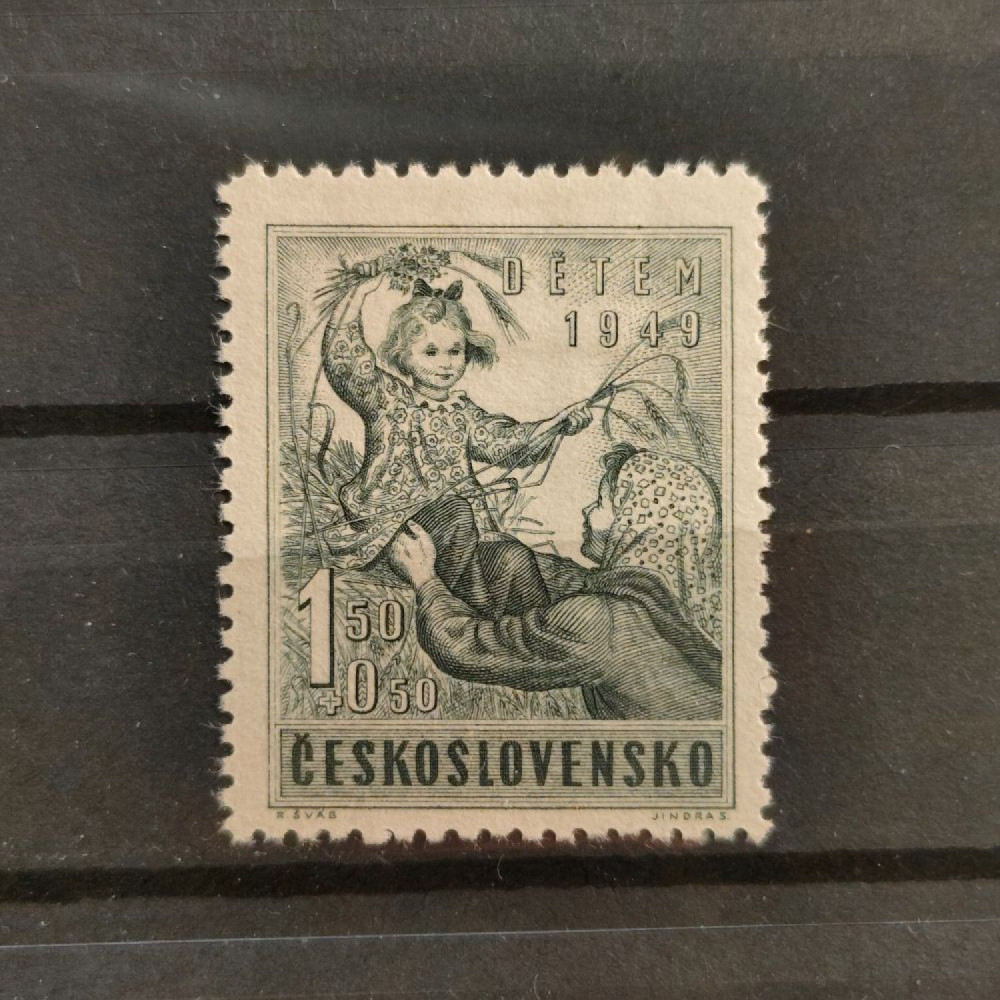 DĚTEM
1949
1 50
+0 50
ČESKOSLOVENSKO
R. ŠVÁB JINDRA S.